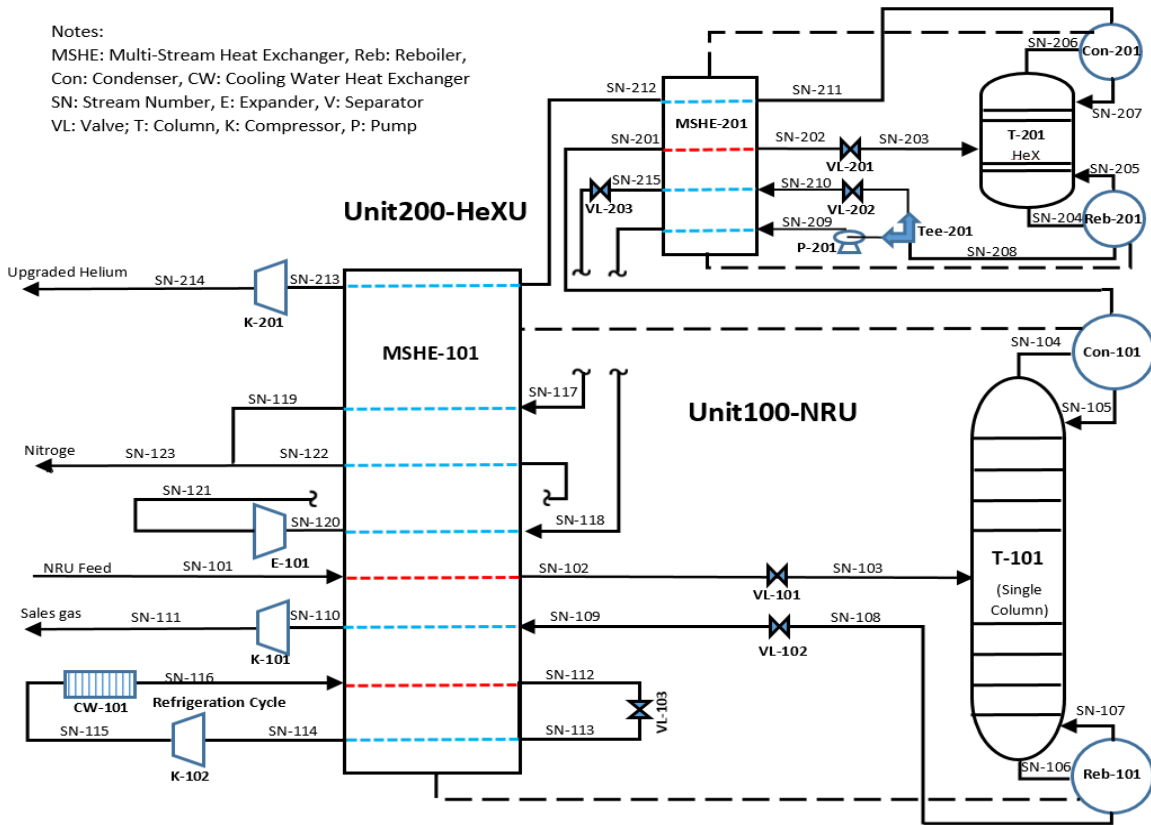 Notes:
MSHE: Multi-Stream Heat Exchanger, Reb: Reboiler,
Con: Condenser, CW: Cooling Water Heat Exchanger
SN: Stream Number, E: Expander, V: Separator
VL: Valve; T: Column, K: Compressor, P: Pump
SN-206
Con-201
SN-212
SN-211
SN-207
MSHE-201
SN-201
SN-202
SN-203
T-201
HeX
VL-201
SN-205
SN-215
SN-210
VL-203
VL-202
SN-204
Reb-201
SN-209
Tee-201
P-201
SN-208
Unit200-HeXU
Upgraded Helium
SN-214
SN-213
K-201
MSHE-101
SN-104
Con-101
SN-119
SN-117
Unit100-NRU
SN-105
Nitroge
SN-123
SN-122
SN-121
SN-120
SN-118
E-101
NRU Feed
SN-101
SN-102
SN-103
T-101
(Single
Column)
VL-101
Sales gas
SN-111
SN-110
SN-109
SN-108
K-101
VL-102
SN-116
SN-112
CW-101
Refrigeration Cycle
VL-103
SN-115
SN-114
SN-113
K-102
SN-107
SN-106
Reb-101